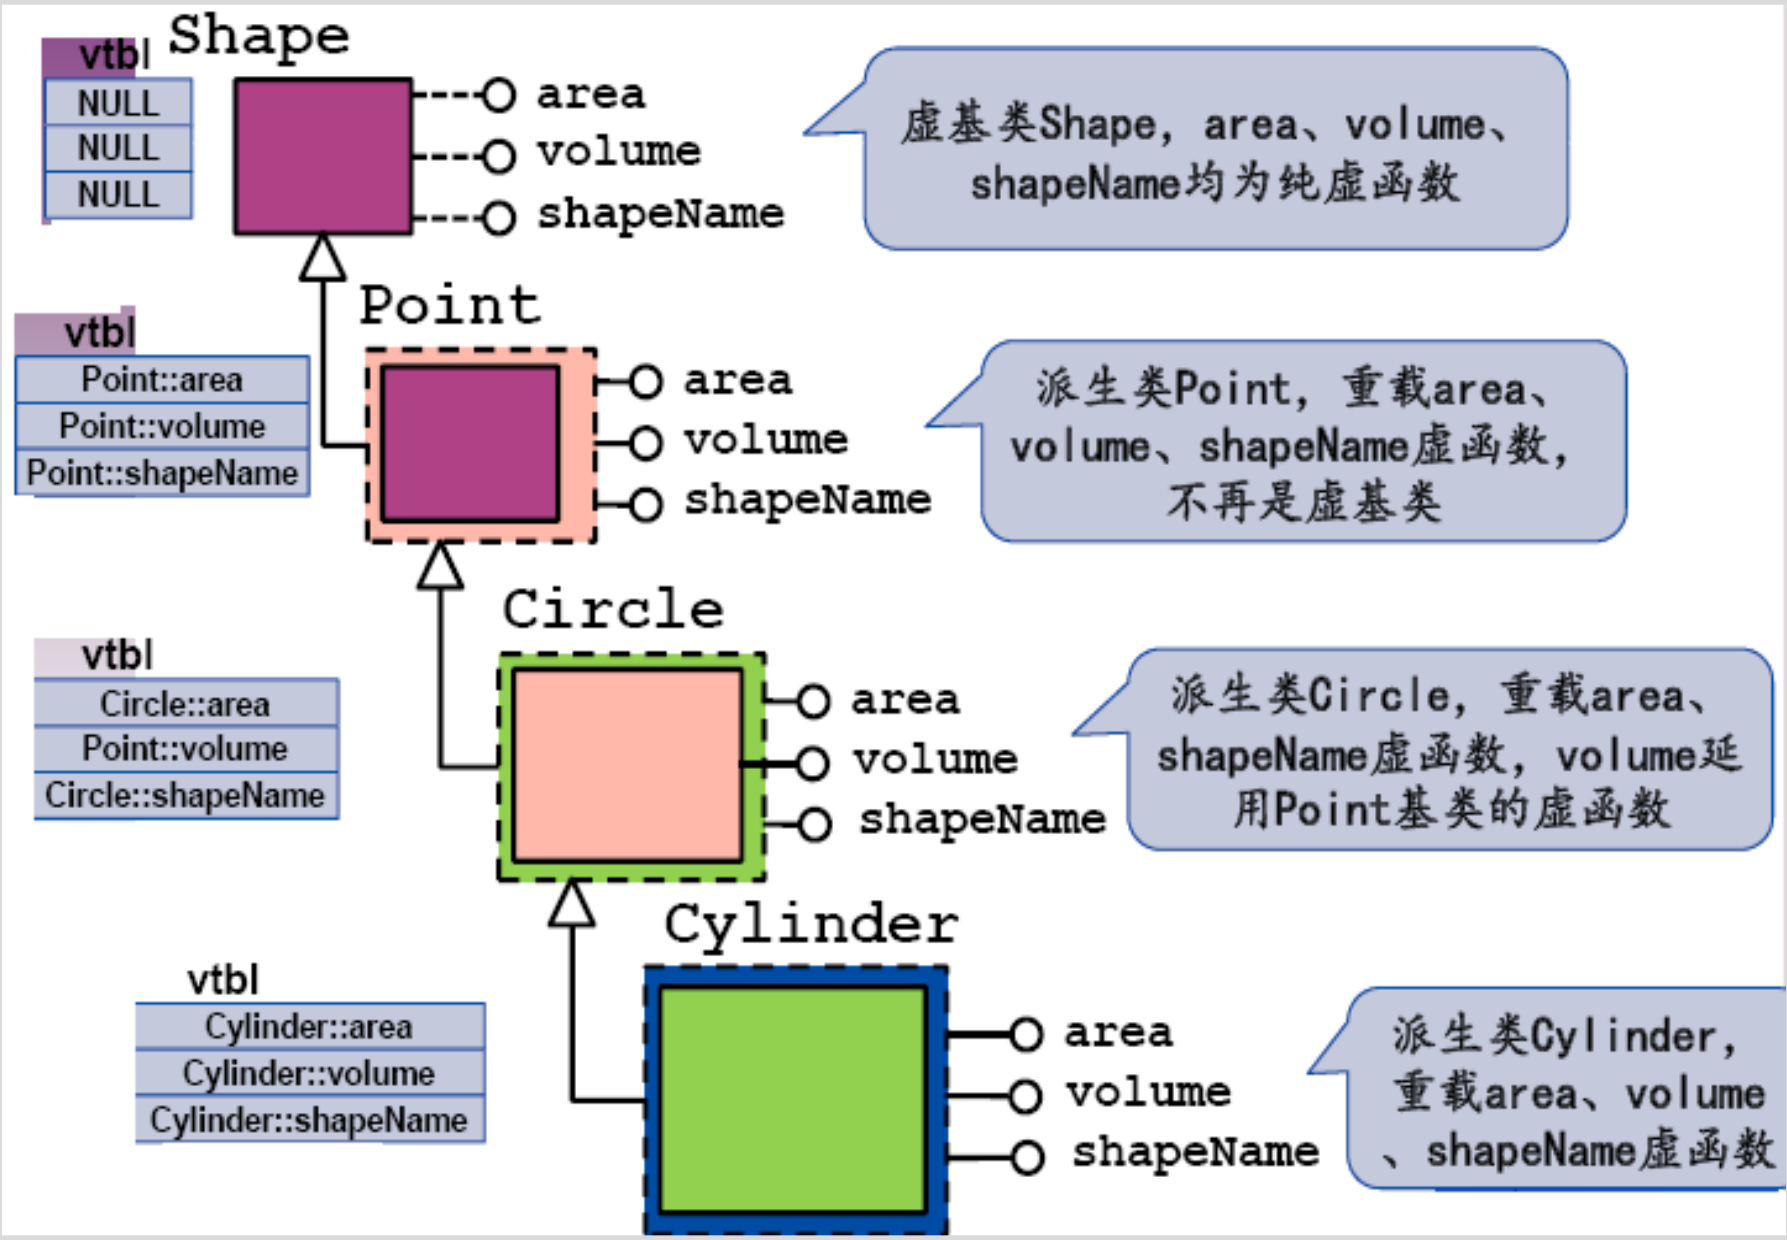 Shape
vtbl
NULL
NULL
NULL
area
volume
shapeName
虚基类Shape, area、volume、
shapeName均为纯虚函数
Point
vtbl
Point::area
Point::volume
Point::shapeName
area
volume
shapeName
派生类Point, 重载area、
volume、shapeName虚函数,
不再是虚基类
Circle
vtbl
Circle::area
Point::volume
Circle::shapeName
area
volume
shapeName
派生类Circle, 重载area、
shapeName虚函数, volume延
用Point基类的虚函数
Cylinder
vtbl
Cylinder::area
Cylinder::volume
Cylinder::shapeName
area
volume
shapeName
派生类Cylinder,
重载area、volume
、shapeName虚函数